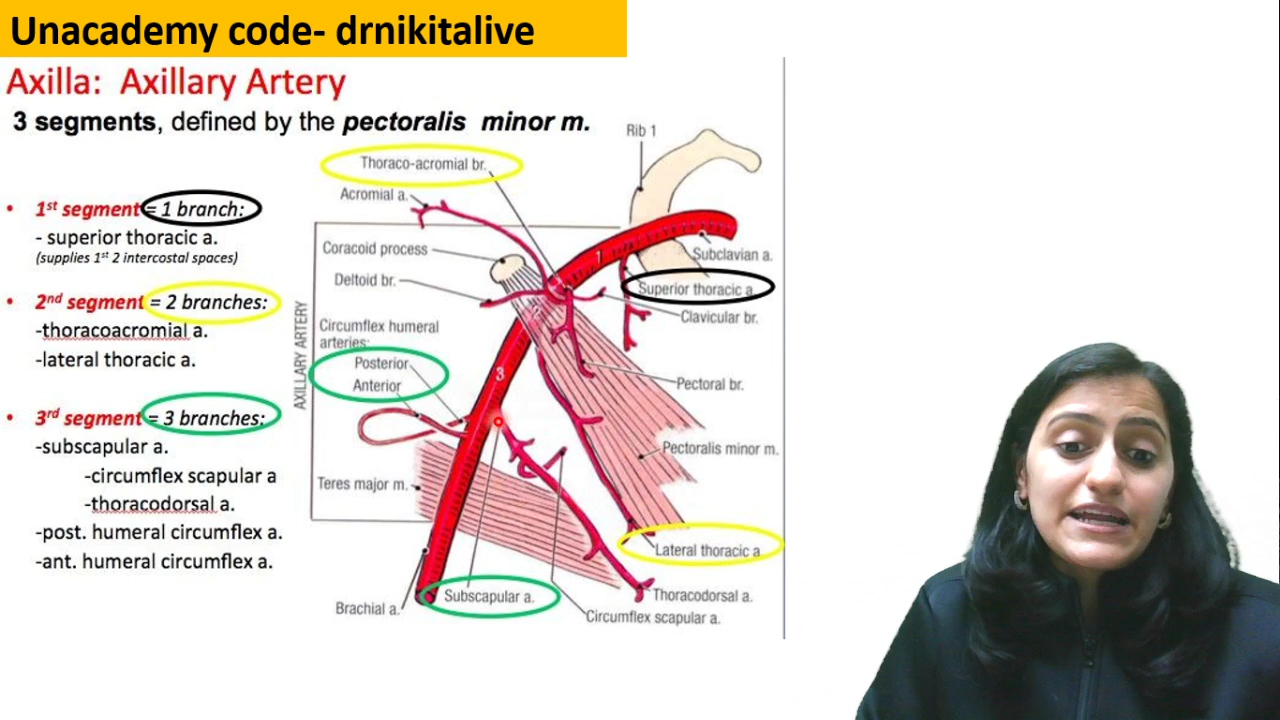 Unacademy code- drnikitalive
Axilla: Axillary Artery
3 segments, defined by the pectoralis minor m.
• 1st segment = 1 branch:
- superior thoracic a.
(supplies 1st 2 intercostal spaces)
• 2nd segment = 2 branches:
-thoracoacromial a.
-lateral thoracic a.
• 3rd segment = 3 branches:
-subscapular a.
-circumflex scapular a
-thoracodorsal a.
-post. humeral circumflex a.
-ant. humeral circumflex a.
Rib 1
Thoraco-acromial br.
Acromial a.
Coracoid process
Subclavian a.
Deltoid br.
Superior thoracic a
Clavicular br.
AXILLARY ARTERY
Circumflex humeral
arteries:
Posterior
Anterior
1
2
3
Pectoral br.
Pectoralis minor m.
Teres major m.
Lateral thoracic a
Subscapular a.
Thoracodorsal a.
Brachial a.
Circumflex scapular a.